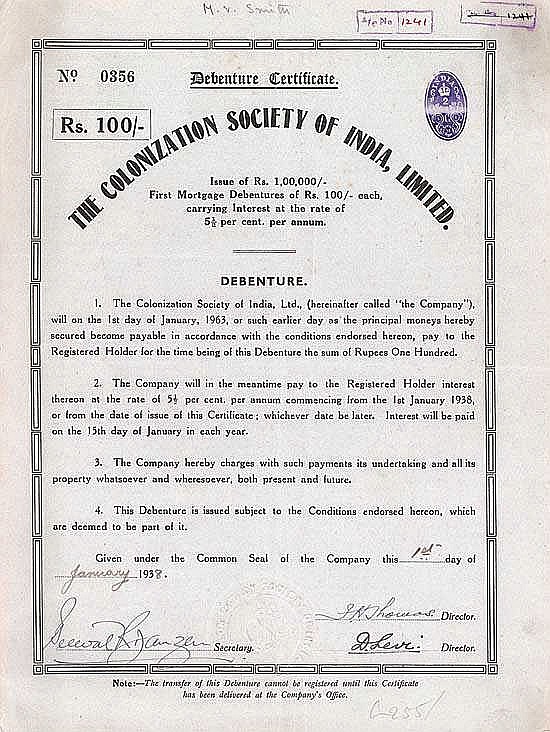 M. V. Smith
No 1241
1241
No 0356
Debenture Certificate.
INDIA
2
Rs. 100/-
THE COLONIZATION SOCIETY OF INDIA, LIMITED.
Issue of Rs. 1,00,000/-
First Mortgage Debentures of Rs. 100/- each,
carrying Interest at the rate of
5½ per cent. per annum.
DEBENTURE.
1. The Colonization Society of India, Ltd., (hereinafter called "the Company"),
will on the 1st day of January, 1963, or such earlier day as the principal moneys hereby
secured become payable in accordance with the conditions endorsed hereon, pay to the
Registered Holder for the time being of this Debenture the sum of Rupees One Hundred.
2. The Company will in the meantime pay to the Registered Holder interest
thereon at the rate of 5½ per cent. per annum commencing from the 1st January 1938,
or from the date of issue of this Certificate; whichever date be later. Interest will be paid
on the 15th day of January in each year.
3. The Company hereby charges with such payments its undertaking and all its
property whatsoever and wheresoever, both present and future.
4. This Debenture is issued subject to the Conditions endorsed hereon, which
are deemed to be part of it.
Given under the Common Seal of the Company this 1st day of
January 1938.
J H Thomas Director.
Secretary.
D. Levi. Director.
Note:—The transfer of this Debenture cannot be registered until this Certificate
has been delivered at the Company's Office.